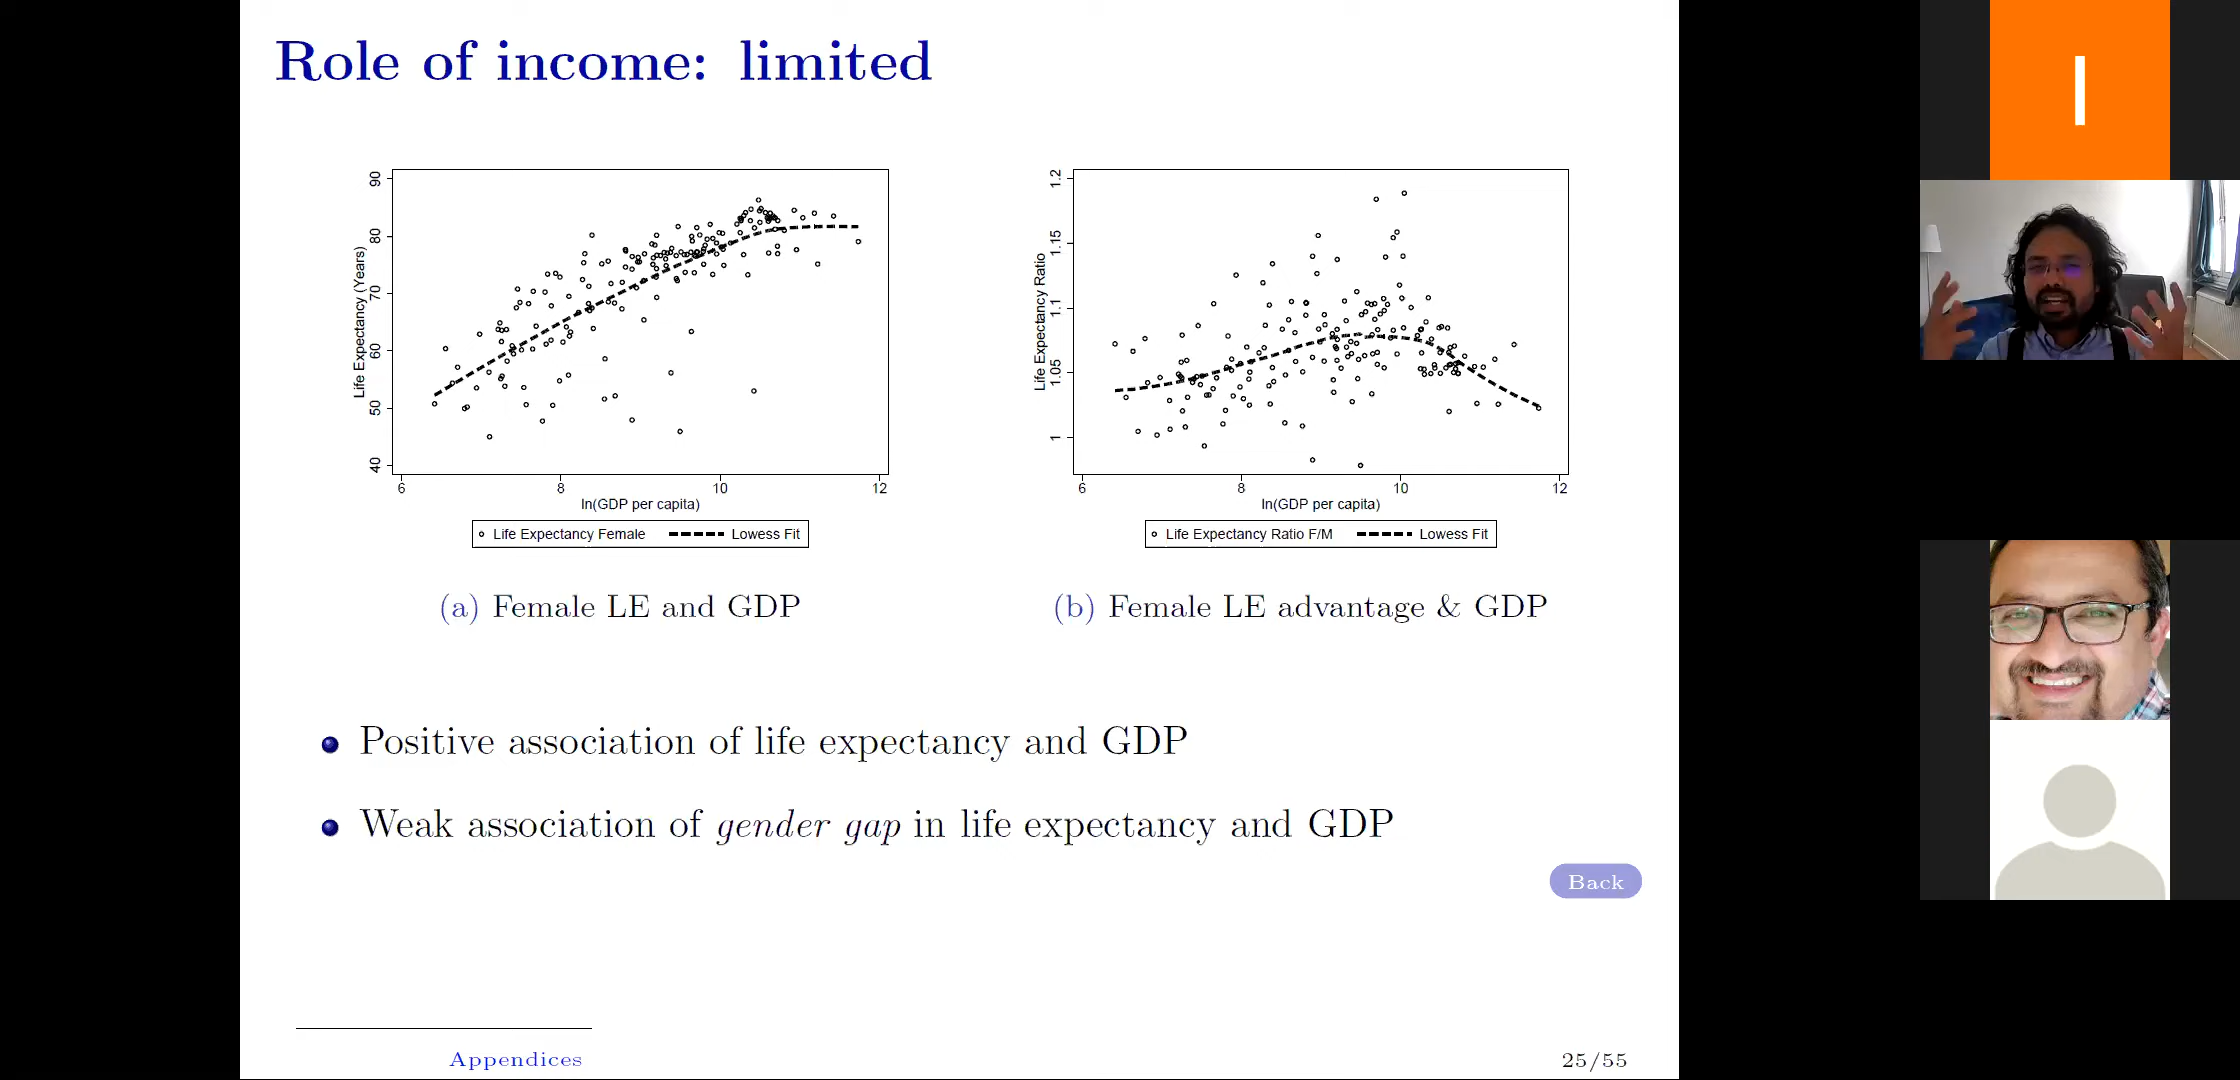 Role of income: limited
90
80
70
60
50
40
Life Expectancy (Years)
6 8 10 12
ln(GDP per capita)
Life Expectancy Female Lowess Fit
(a) Female LE and GDP
1.2
1.15
1.1
1.05
1
Life Expectancy Ratio
6 8 10 12
ln(GDP per capita)
Life Expectancy Ratio F/M Lowess Fit
(b) Female LE advantage & GDP
Positive association of life expectancy and GDP
Weak association of gender gap in life expectancy and GDP
Back
Appendices
25/55
I